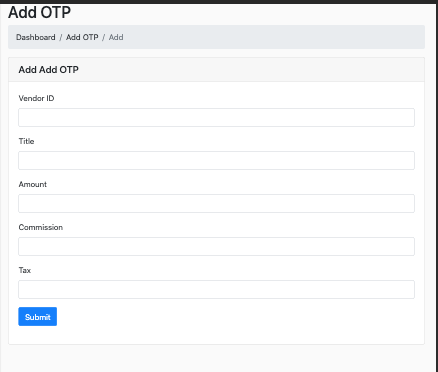 Add OTP
Dashboard / Add OTP / Add
Add Add OTP
Vendor ID
Title
Amount
Commission
Tax
Submit